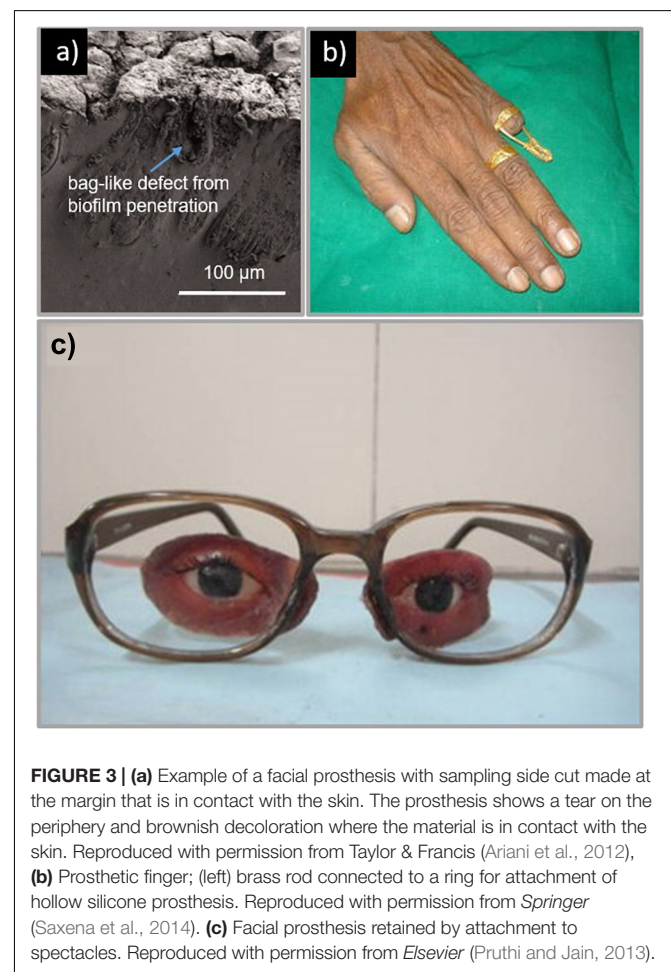 a)
bag-like defect from
biofilm penetration
100 µm
b)
c)
FIGURE 3 | (a) Example of a facial prosthesis with sampling side cut made at
the margin that is in contact with the skin. The prosthesis shows a tear on the
periphery and brownish decoloration where the material is in contact with the
skin. Reproduced with permission from Taylor & Francis (Ariani et al., 2012),
(b) Prosthetic finger; (left) brass rod connected to a ring for attachment of
hollow silicone prosthesis. Reproduced with permission from Springer
(Saxena et al., 2014). (c) Facial prosthesis retained by attachment to
spectacles. Reproduced with permission from Elsevier (Pruthi and Jain, 2013).